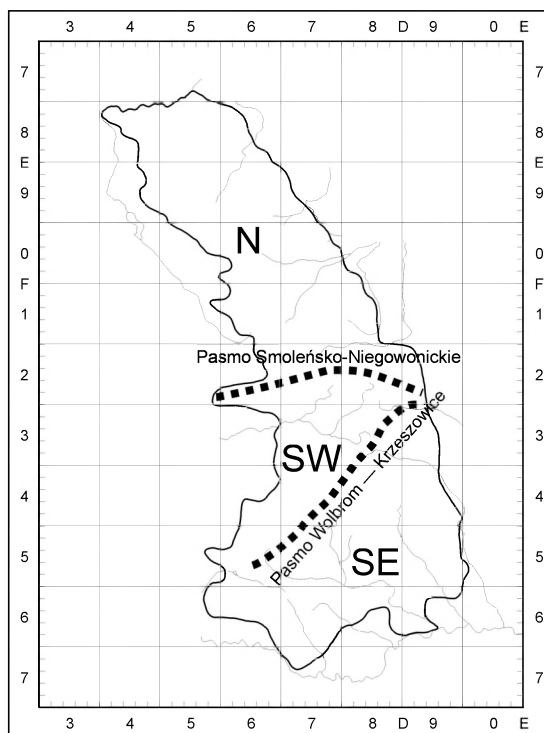 3 4 5 6 7 8 D 9 0 E
7 7
8 8
E E
9 9
N
0 0
F F
1 1
2 2
Pasmo Smoleńsko-Niegowonickie
3 3
SW
Pasmo Wolbrom — Krzeszowice
4 4
SE
5 5
6 6
7 7
3 4 5 6 7 8 D 9 0 E